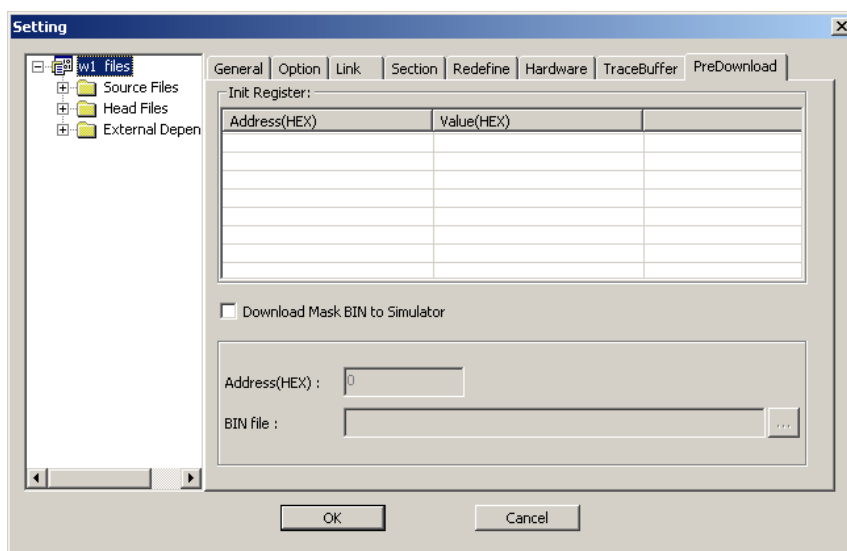 Setting
w1 files
Source Files
Head Files
External Depen
General Option Link Section Redefine Hardware TraceBuffer PreDownload
Init Register:
Address(HEX) Value(HEX)
Download Mask BIN to Simulator
Address(HEX) : 0
BIN file :
...
OK Cancel